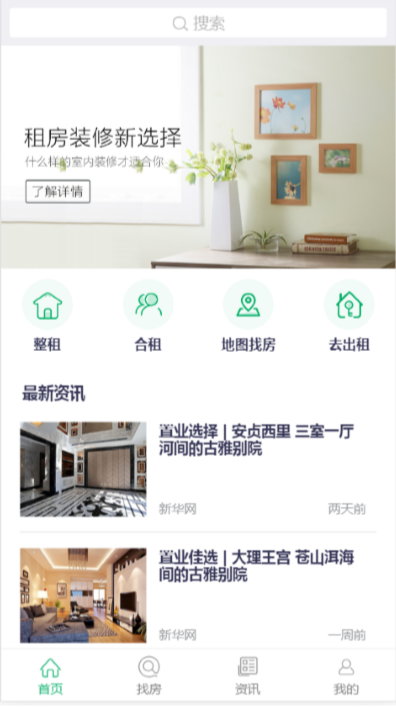 搜索
租房装修新选择
什么样的室内装修才适合你
了解详情
整租 合租 地图找房 去出租
最新资讯
置业选择 | 安贞西里 三室一厅
河间的古雅别院
新华网 两天前
置业佳选 | 大理王宫 苍山洱海
间的古雅别院
新华网 一周前
首页 找房 资讯 我的